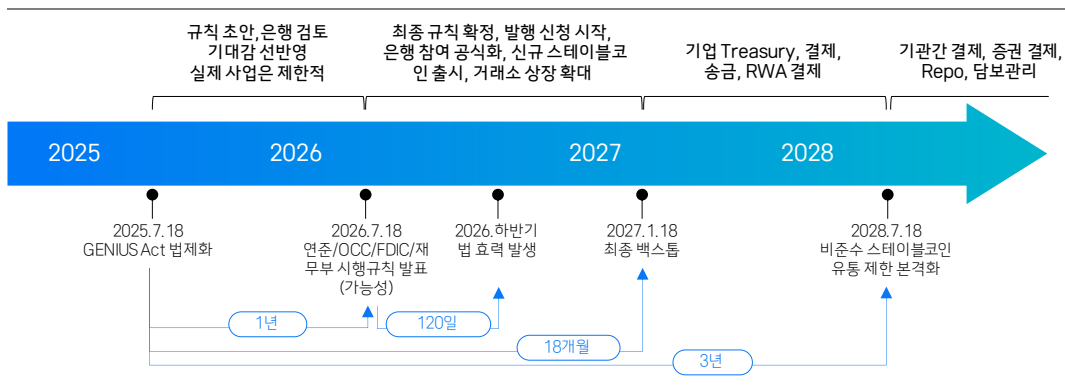 규칙 초안,은행 검토
기대감 선반영
실제 사업은 제한적
최종 규칙 확정, 발행 신청 시작,
은행 참여 공식화, 신규 스테이블코
인 출시, 거래소 상장 확대
기업 Treasury, 결제,
송금, RWA 결제
기관간 결제, 증권 결제,
Repo, 담보관리
2025
2026
2027
2028
2025.7.18
GENIUS Act 법제화
2026.7.18
연준/OCC/FDIC/재
무부 시행규칙 발표
(가능성)
2026.하반기
법 효력 발생
2027.1.18
최종 백스톱
2028.7.18
비준수 스테이블코인
유통 제한 본격화
1년
120일
18개월
3년